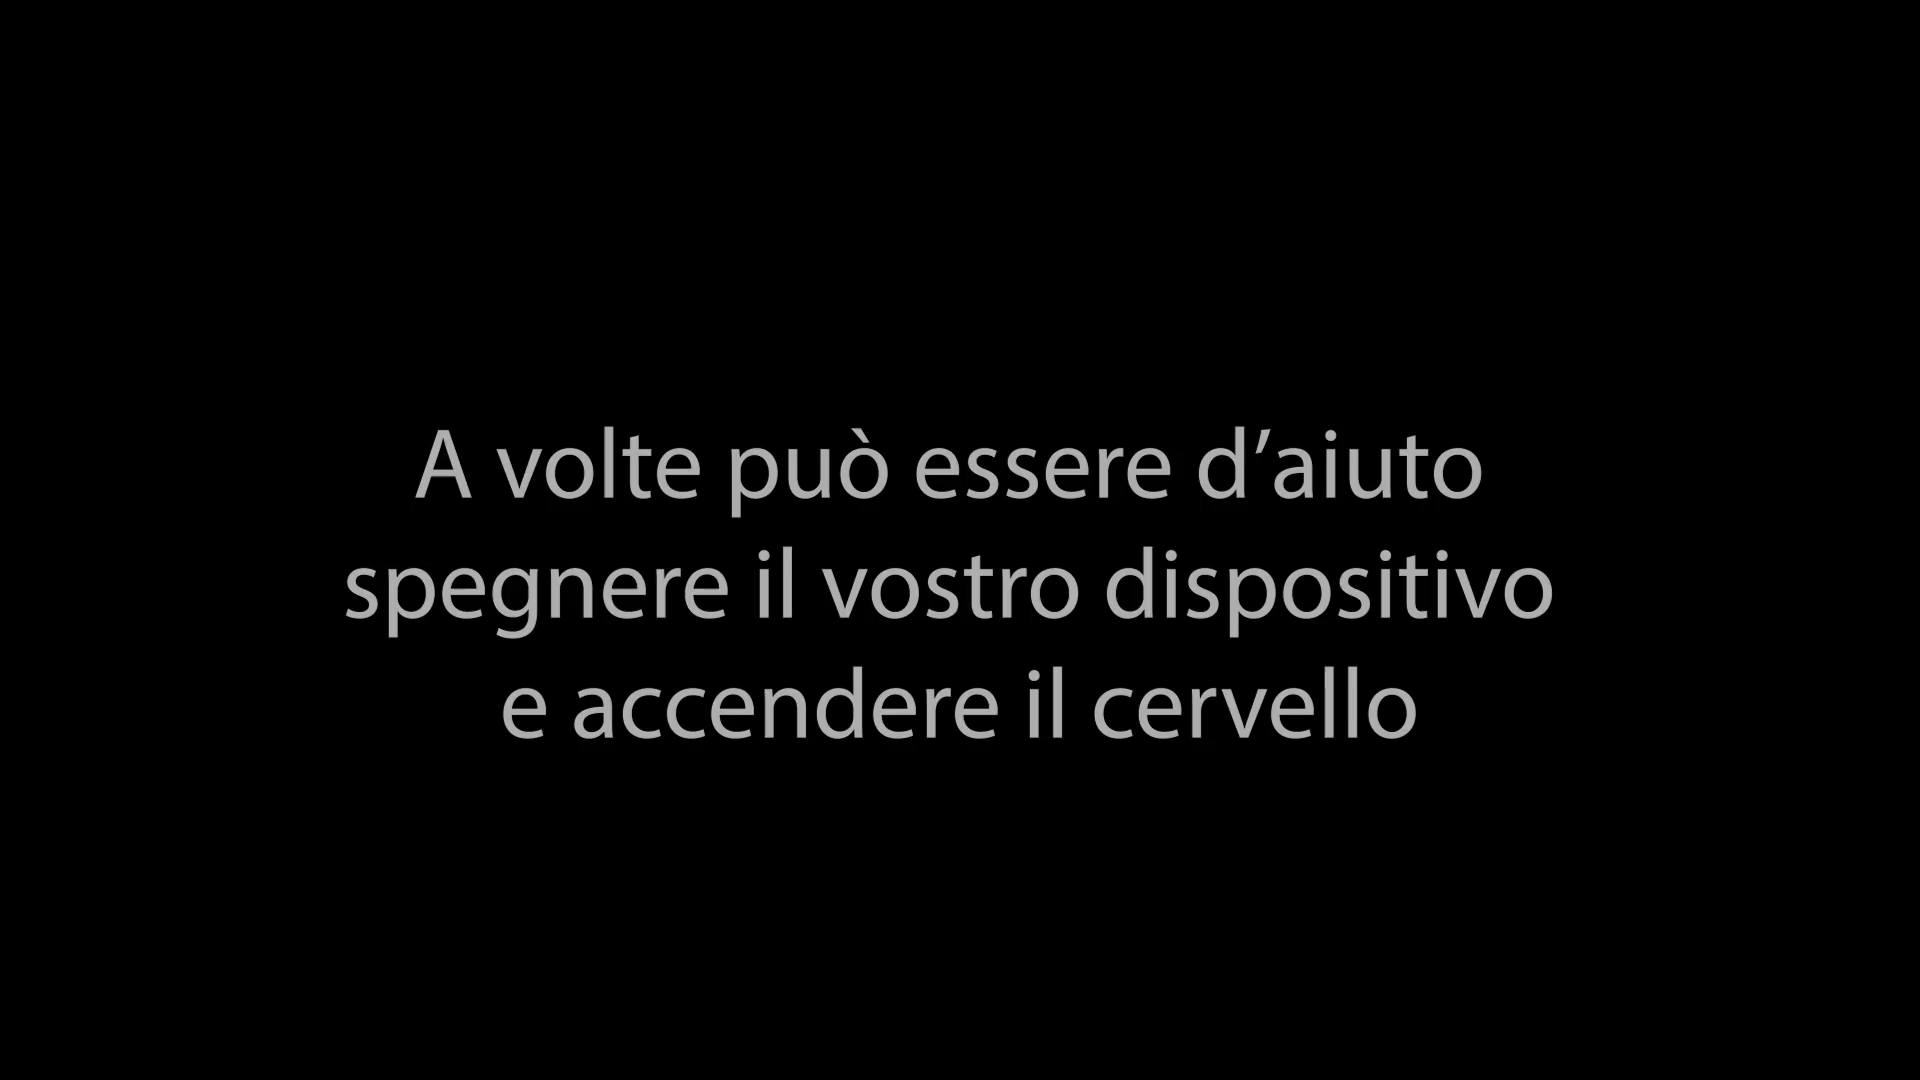 A volte può essere d’aiuto
spegnere il vostro dispositivo
e accendere il cervello